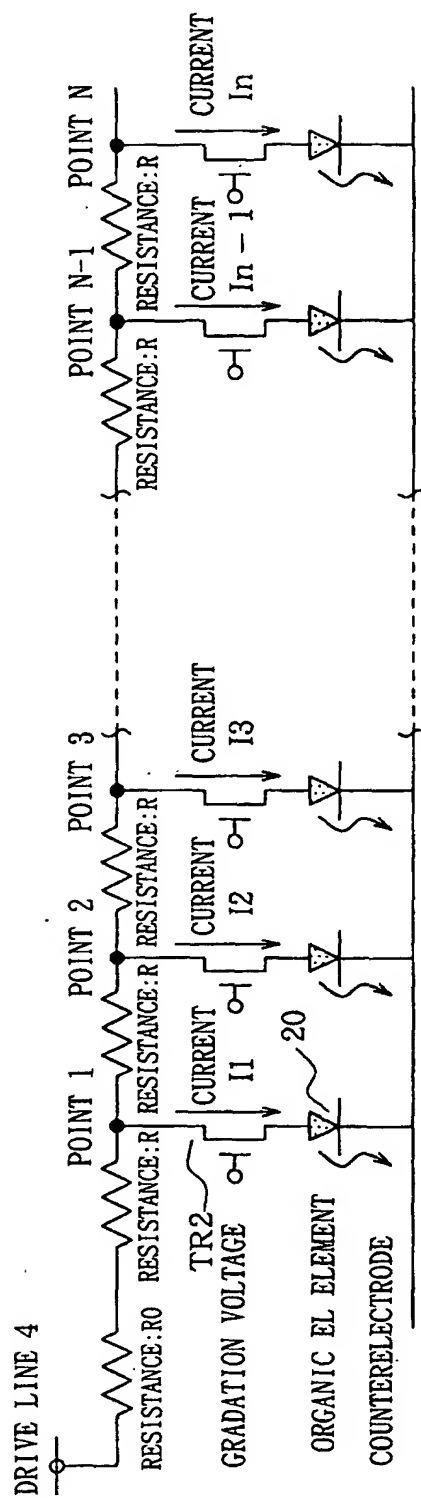 DRIVE LINE 4
RESISTANCE:R0
RESISTANCE:R
POINT 1
RESISTANCE:R
POINT 2
RESISTANCE:R
POINT 3
RESISTANCE:R
POINT N-1
RESISTANCE:R
POINT N
TR2
GRADATION VOLTAGE
CURRENT
I1
CURRENT
I2
CURRENT
I3
CURRENT
In-1
CURRENT
In
ORGANIC EL ELEMENT
20
COUNTERELECTRODE